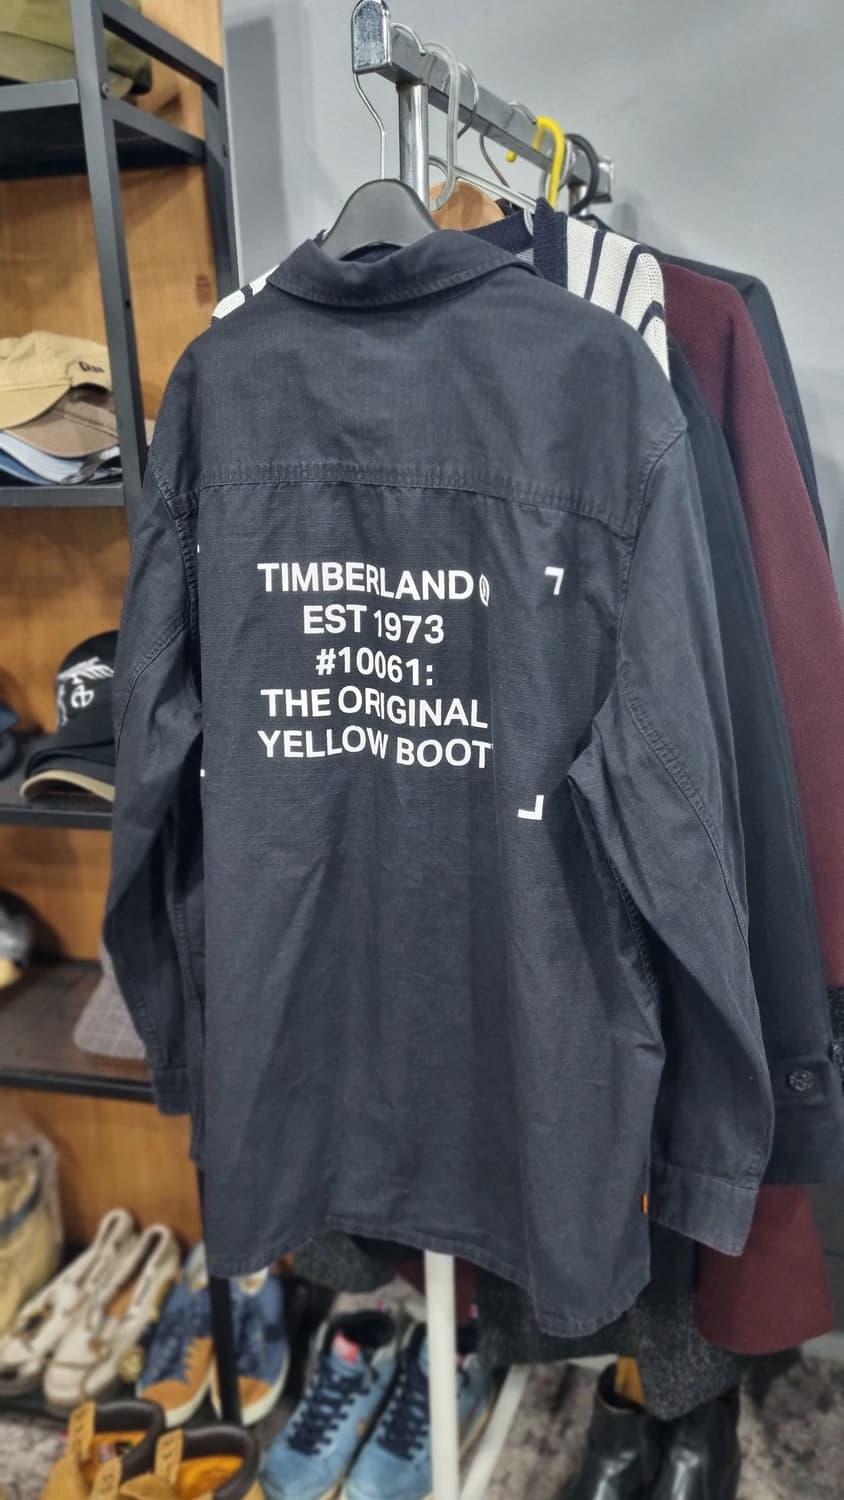 TIMBERLAND®
EST 1973
#10061:
THE ORIGINAL
YELLOW BOOT